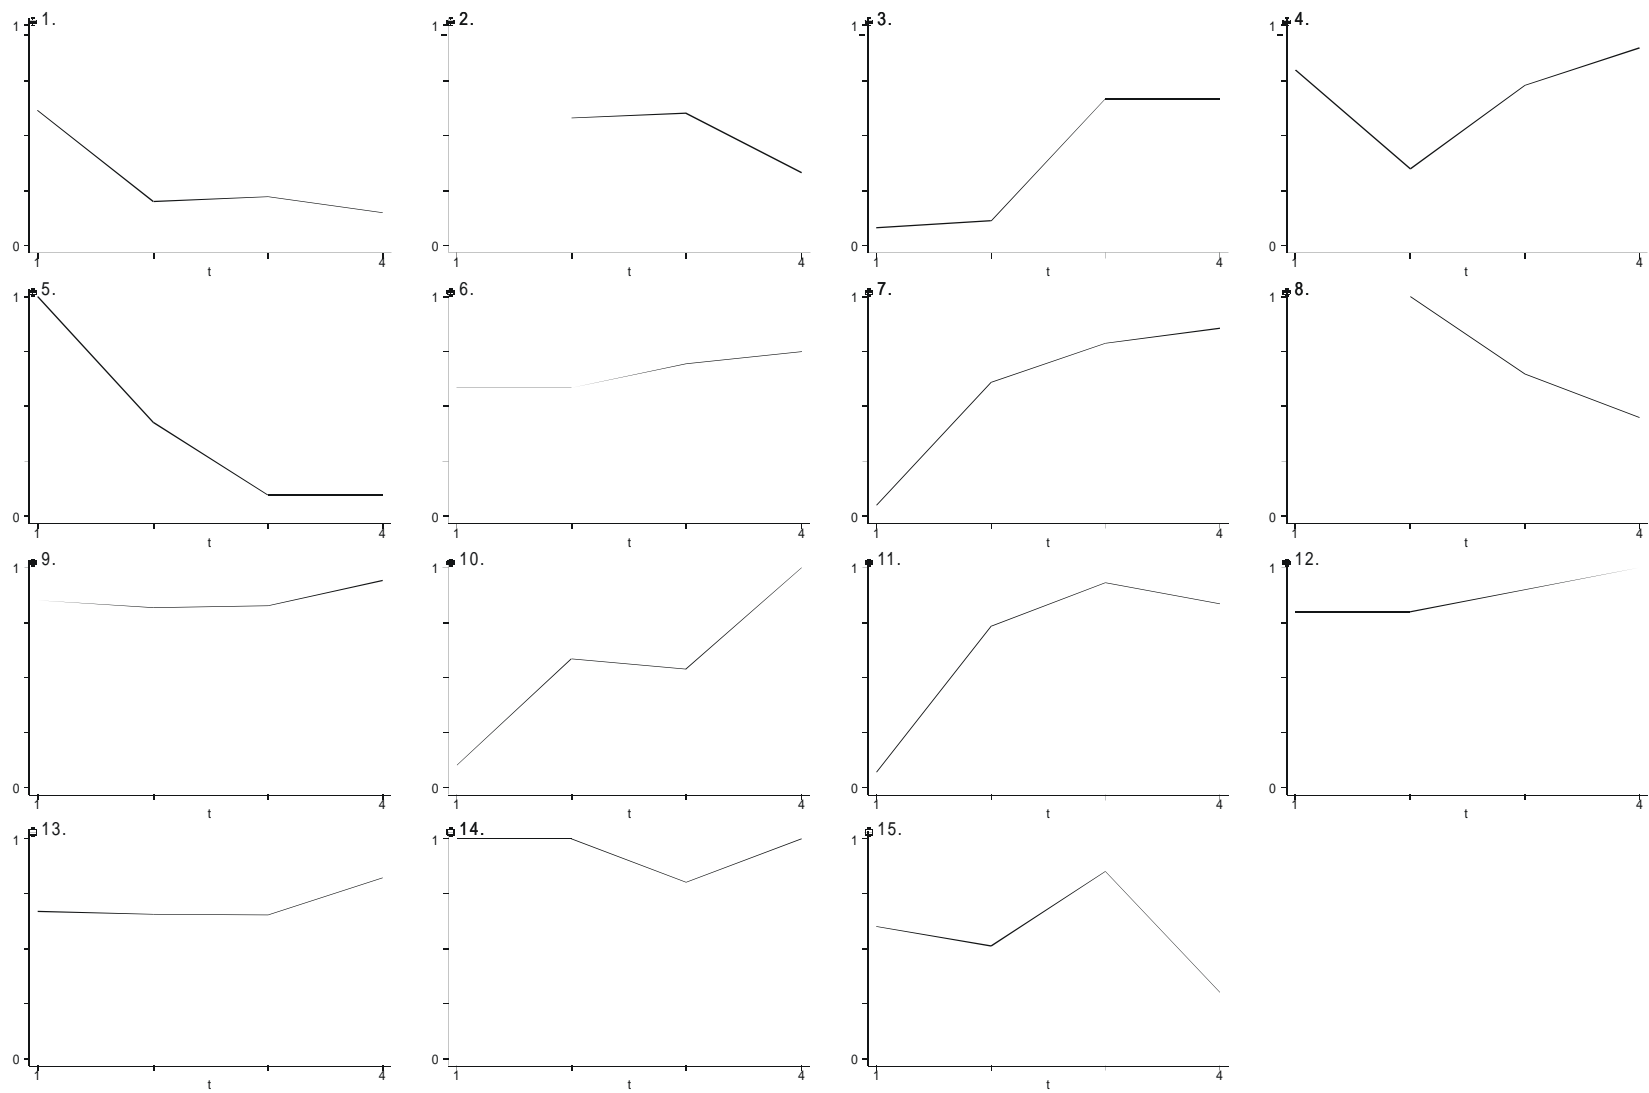 1. 2. 3. 4.
1 1 1 1
0 0 0 0
1 4 1 4 1 4 1 4
t t t t
5. 6. 7. 8.
1 1 1 1
0 0 0 0
1 4 1 4 1 4 1 4
t t t t
9. 10. 11. 12.
1 1 1 1
0 0 0 0
1 4 1 4 1 4 1 4
t t t t
13. 14. 15.
1 1 1
0 0 0
1 4 1 4 1 4
t t t